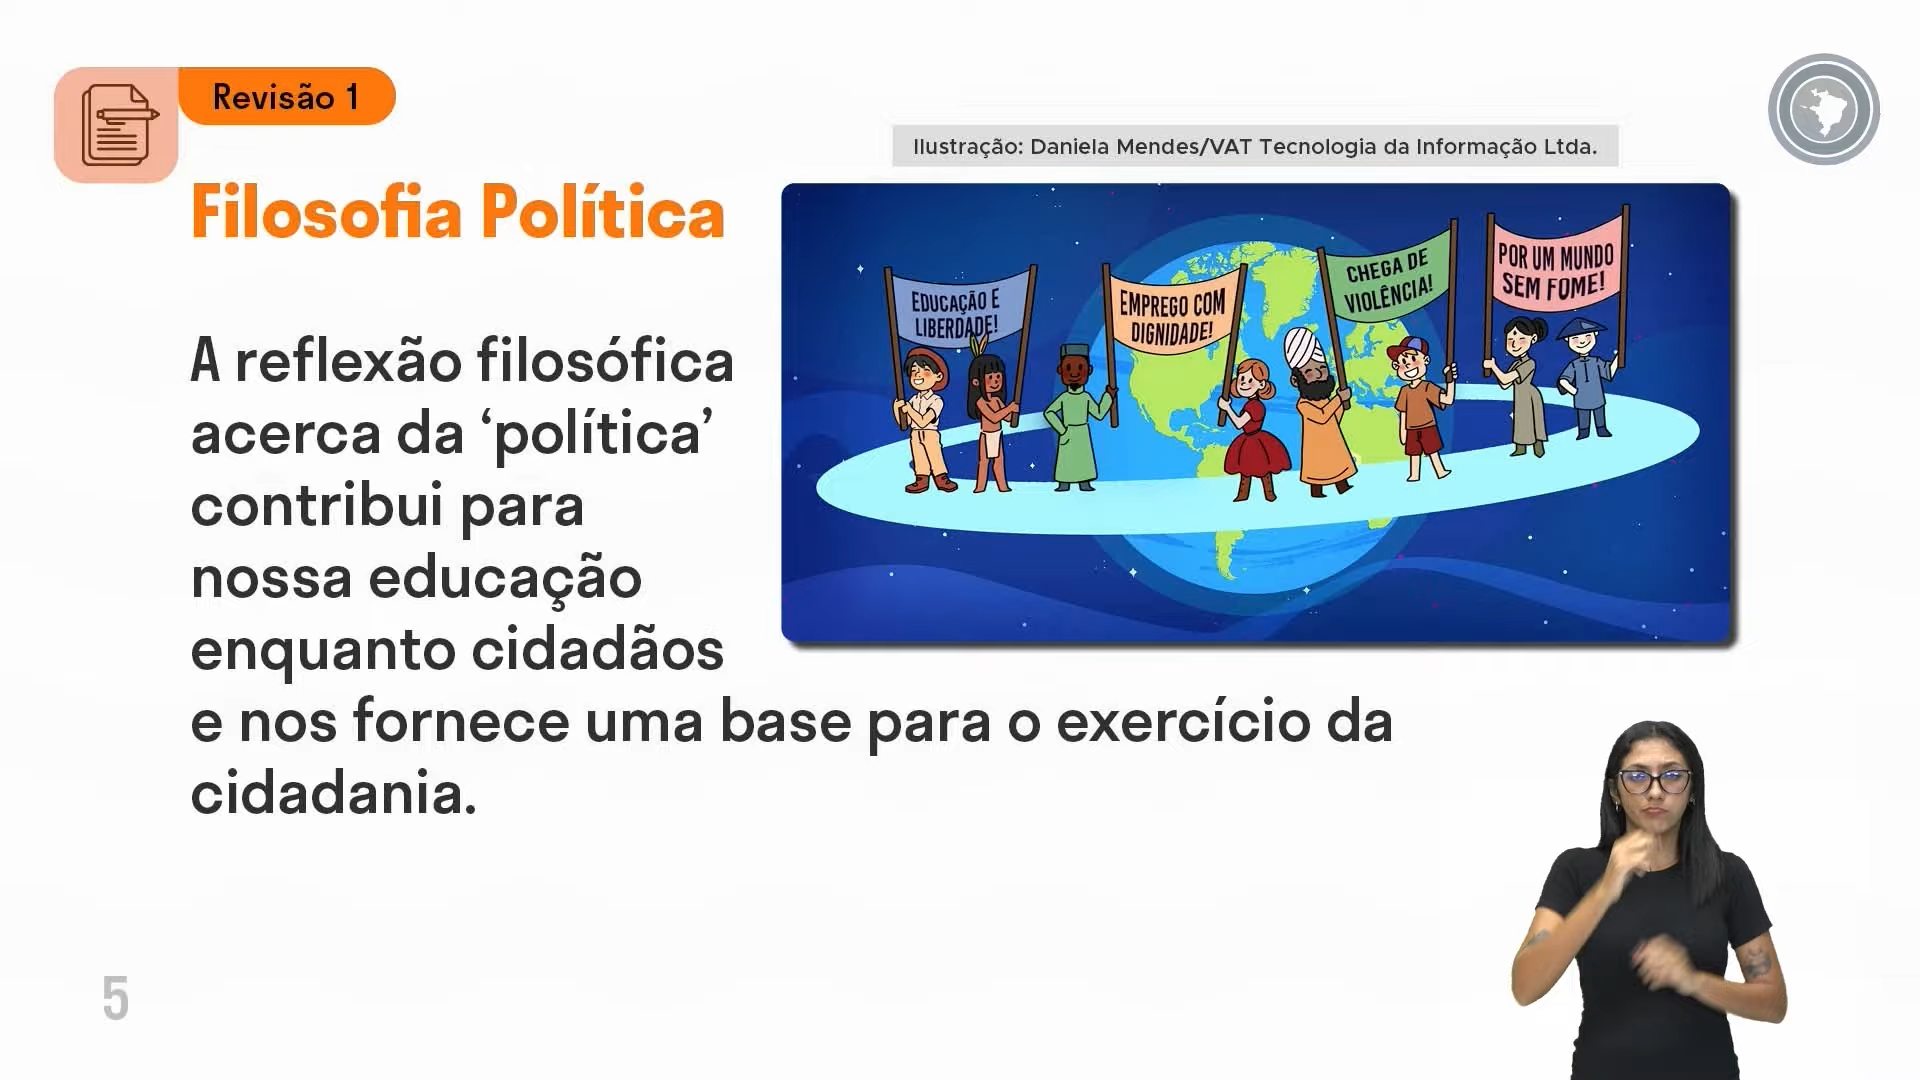 Revisão 1
Ilustração: Daniela Mendes/VAT Tecnologia da Informação Ltda.
Filosofia Política
EDUCAÇÃO E
LIBERDADE!
EMPREGO COM
DIGNIDADE!
CHEGA DE
VIOLÊNCIA!
POR UM MUNDO
SEM FOME!
A reflexão filosófica
acerca da ‘política’
contribui para
nossa educação
enquanto cidadãos
e nos fornece uma base para o exercício da
cidadania.
5